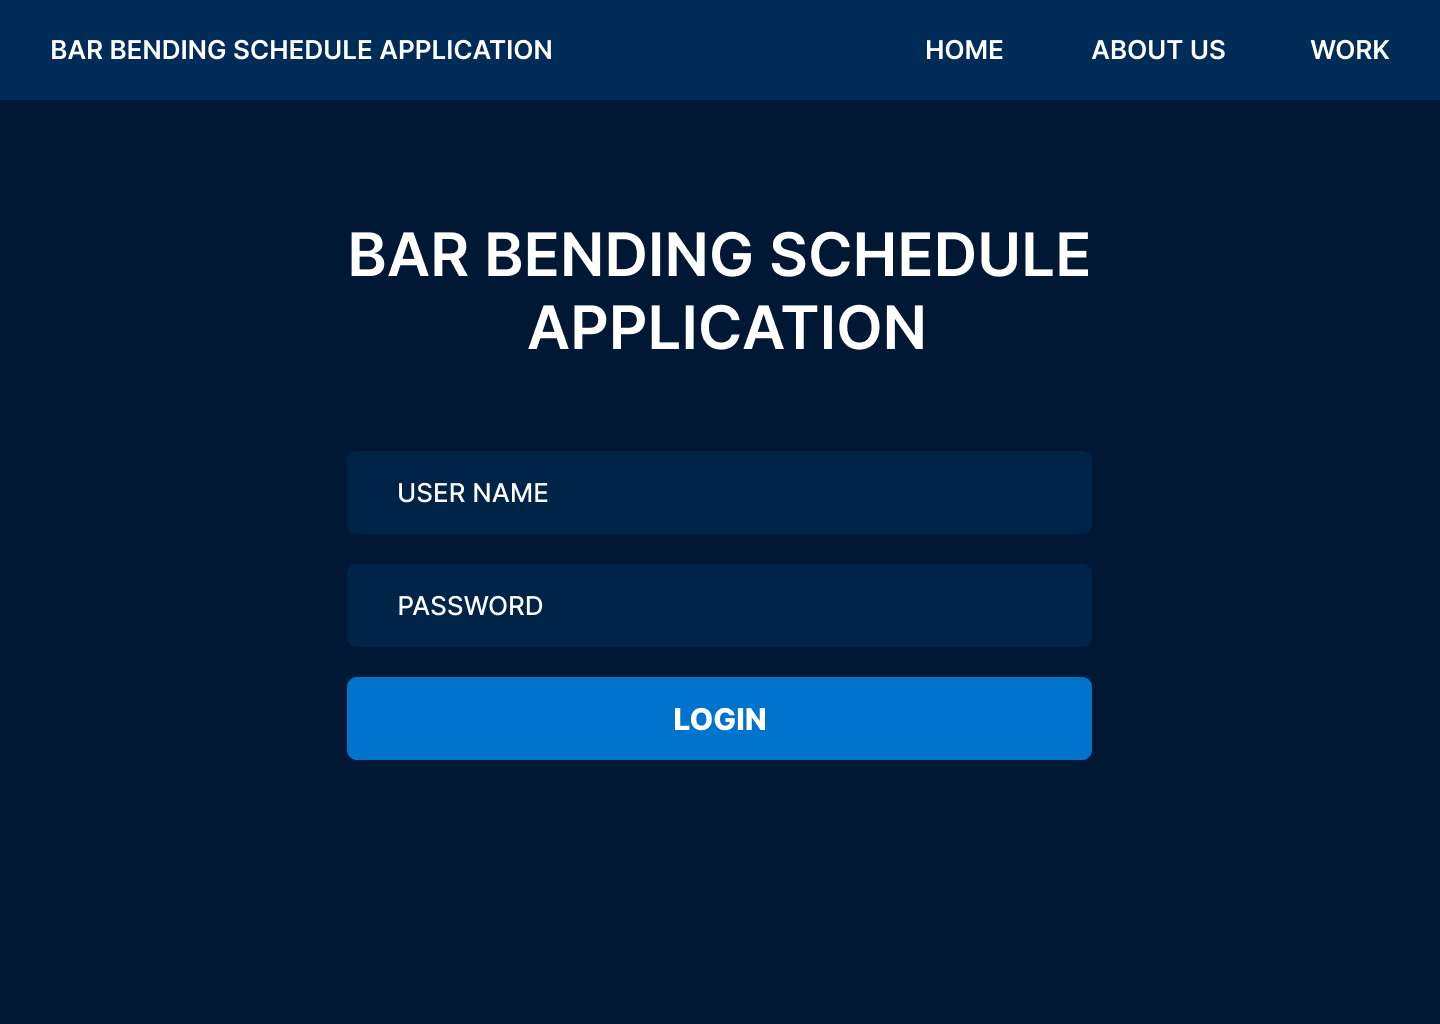 BAR BENDING SCHEDULE APPLICATION
HOME
ABOUT US
WORK
BAR BENDING SCHEDULE
APPLICATION
USER NAME
PASSWORD
LOGIN